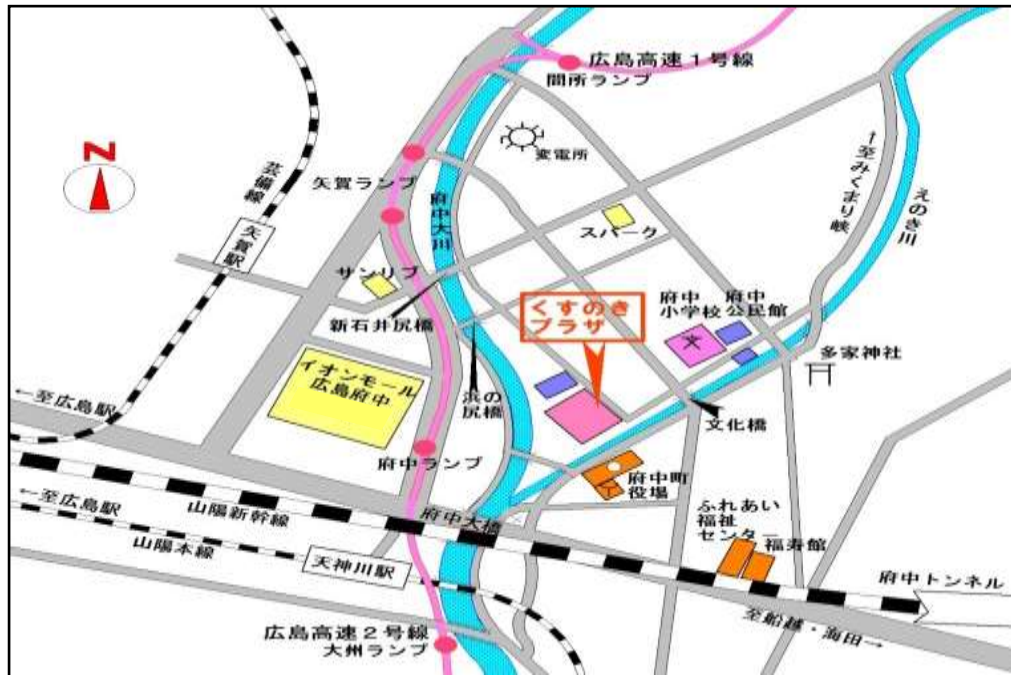 広島高速1号線
間所ランプ
変電所
N
芸備線
矢賀駅
矢賀ランプ
府中大川
スパーク
←至みくまり峡
えのき川
サンリブ
新石井尻橋
くすのき
プラザ
府中
小学校
府中
公民館
多家神社
イオンモール
広島府中
浜の
尻橋
文化橋
←至広島駅
府中ランプ
府中町
役場
←至広島駅
山陽新幹線
府中大橋
ふれあい
福祉
センター
福寿館
山陽本線
天神川駅
府中トンネル
至船越・海田→
広島高速2号線
大州ランプ